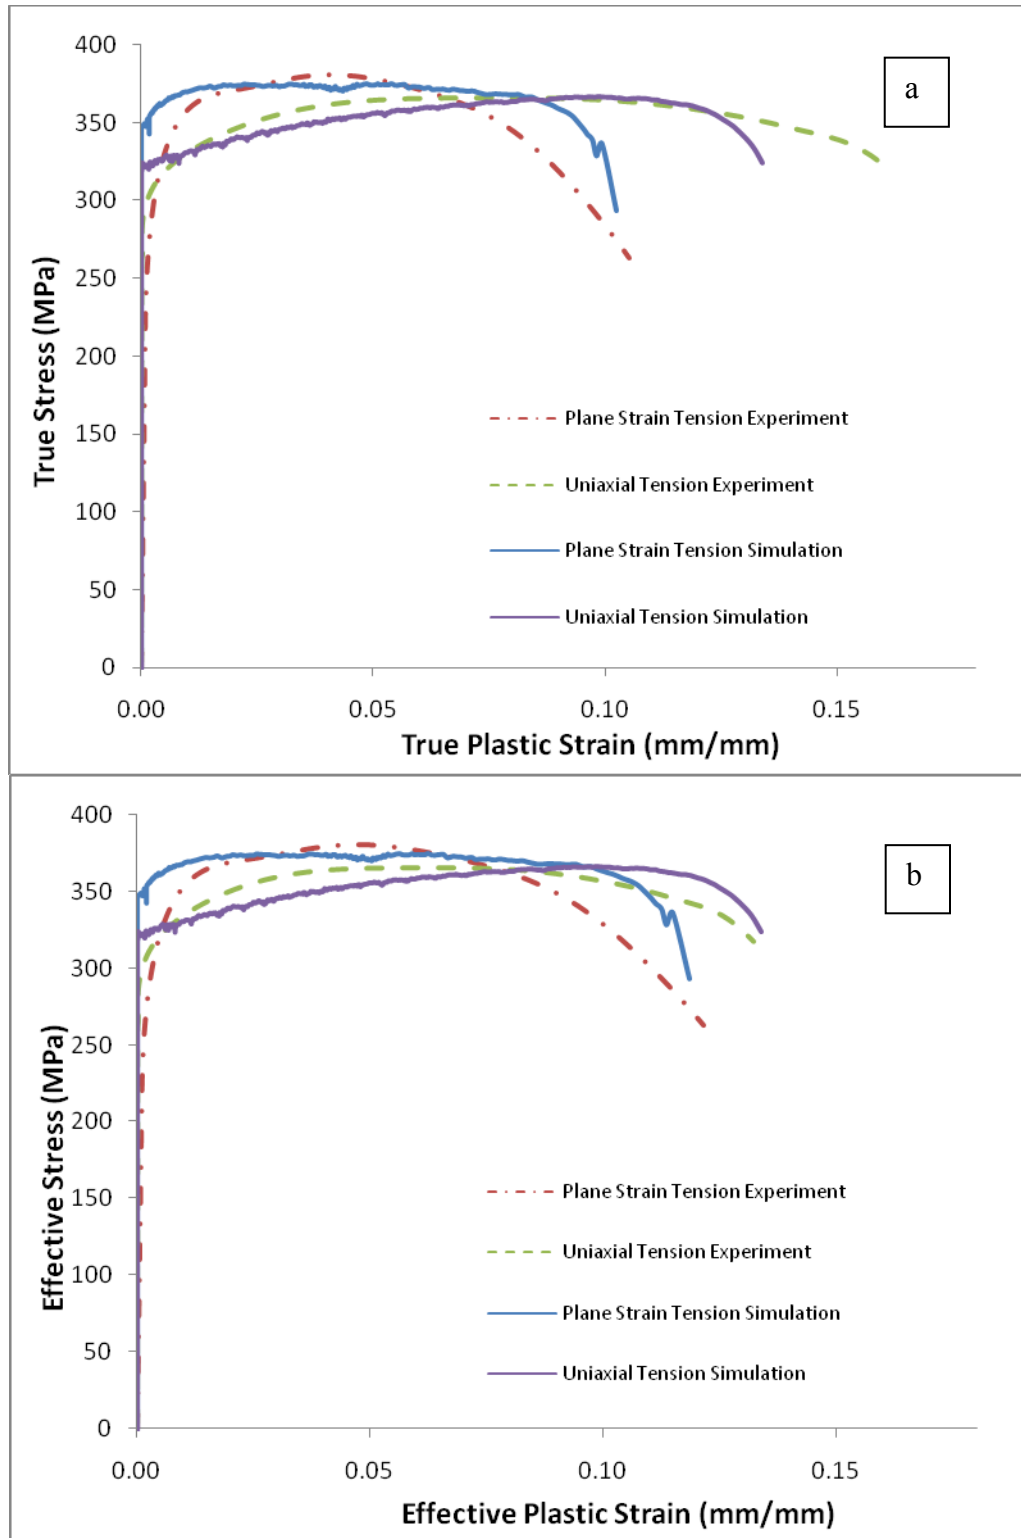 a
400
350
300
250
200
150
100
50
0
True Stress (MPa)
Plane Strain Tension Experiment
Uniaxial Tension Experiment
Plane Strain Tension Simulation
Uniaxial Tension Simulation
0.00 0.05 0.10 0.15
True Plastic Strain (mm/mm)
b
400
350
300
250
200
150
100
50
0
Effective Stress (MPa)
Plane Strain Tension Experiment
Uniaxial Tension Experiment
Plane Strain Tension Simulation
Uniaxial Tension Simulation
0.00 0.05 0.10 0.15
Effective Plastic Strain (mm/mm)